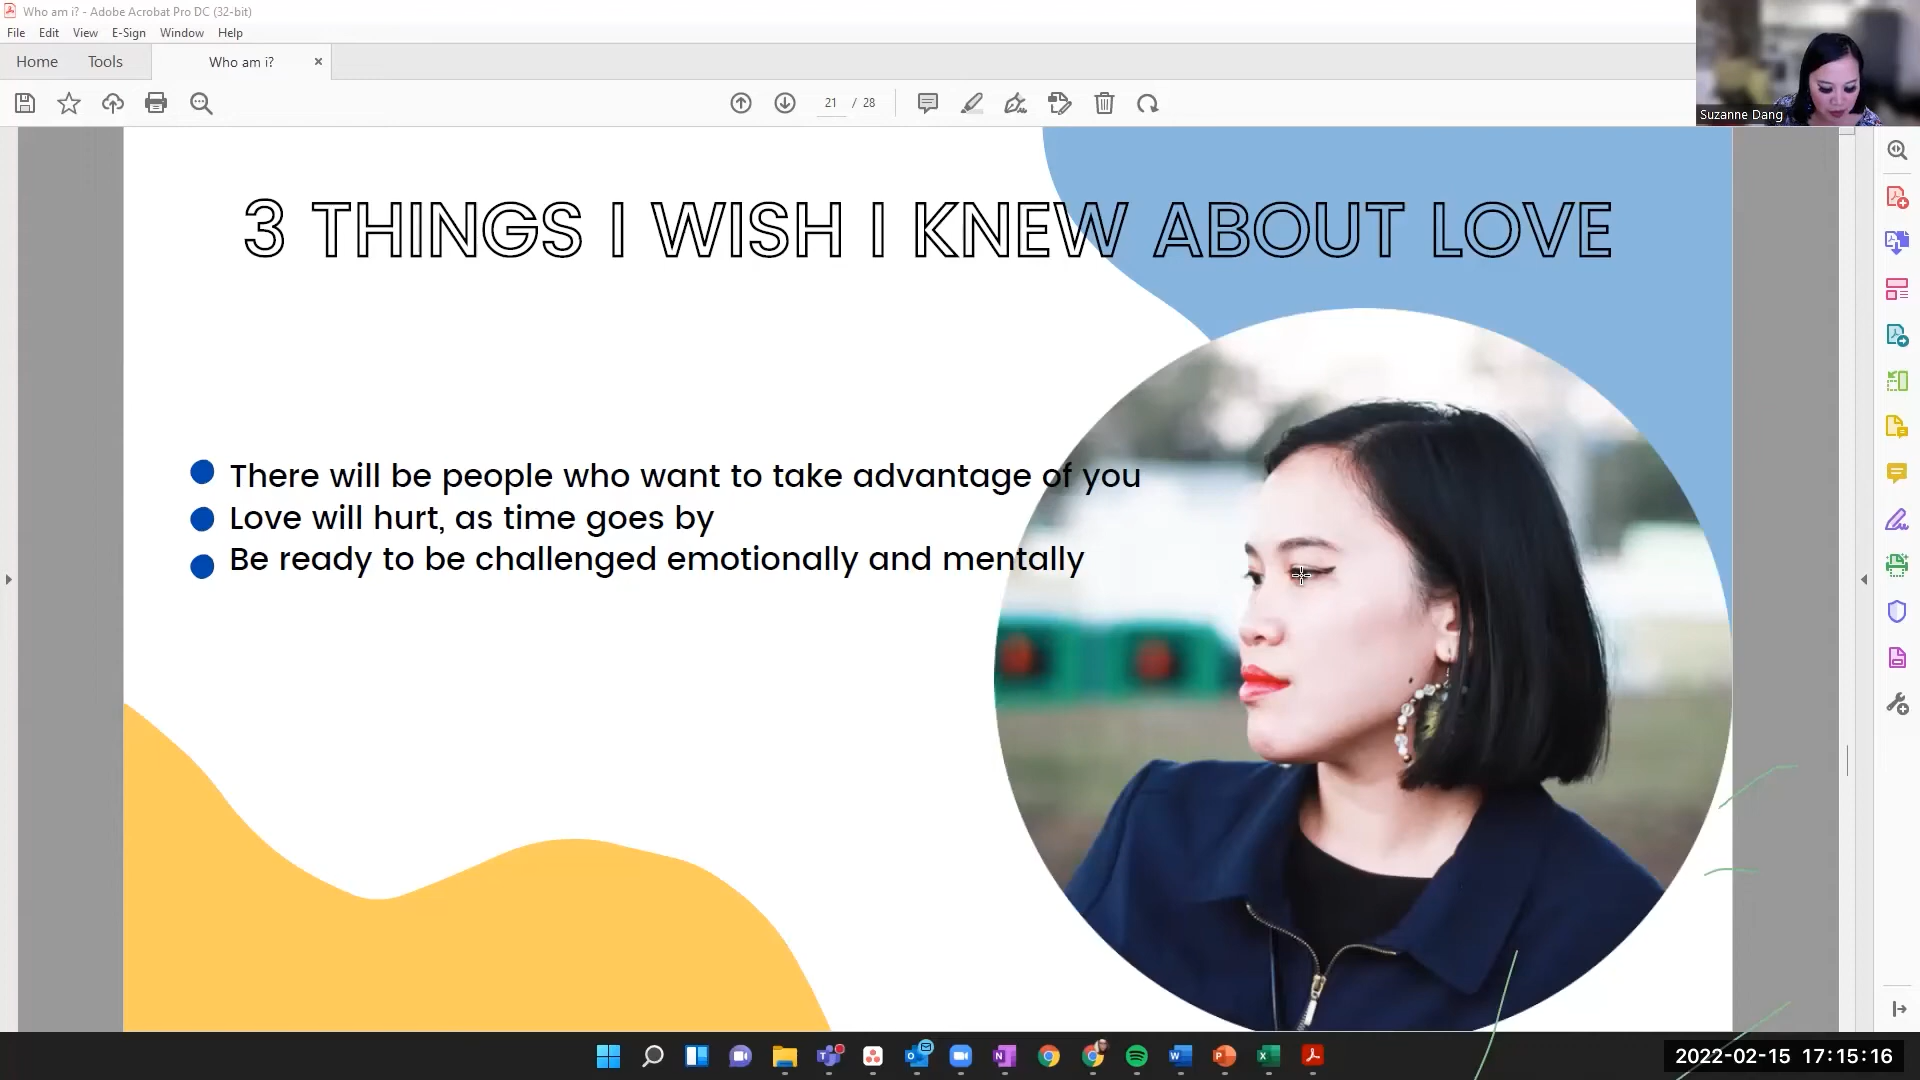 Who am i? - Adobe Acrobat Pro DC (32-bit)
File Edit View E-Sign Window Help
Home Tools Who am i? ×
21 / 28
Suzanne Dang
3 THINGS I WISH I KNEW ABOUT LOVE
There will be people who want to take advantage of you
Love will hurt, as time goes by
Be ready to be challenged emotionally and mentally
2022-02-15 17:15:16